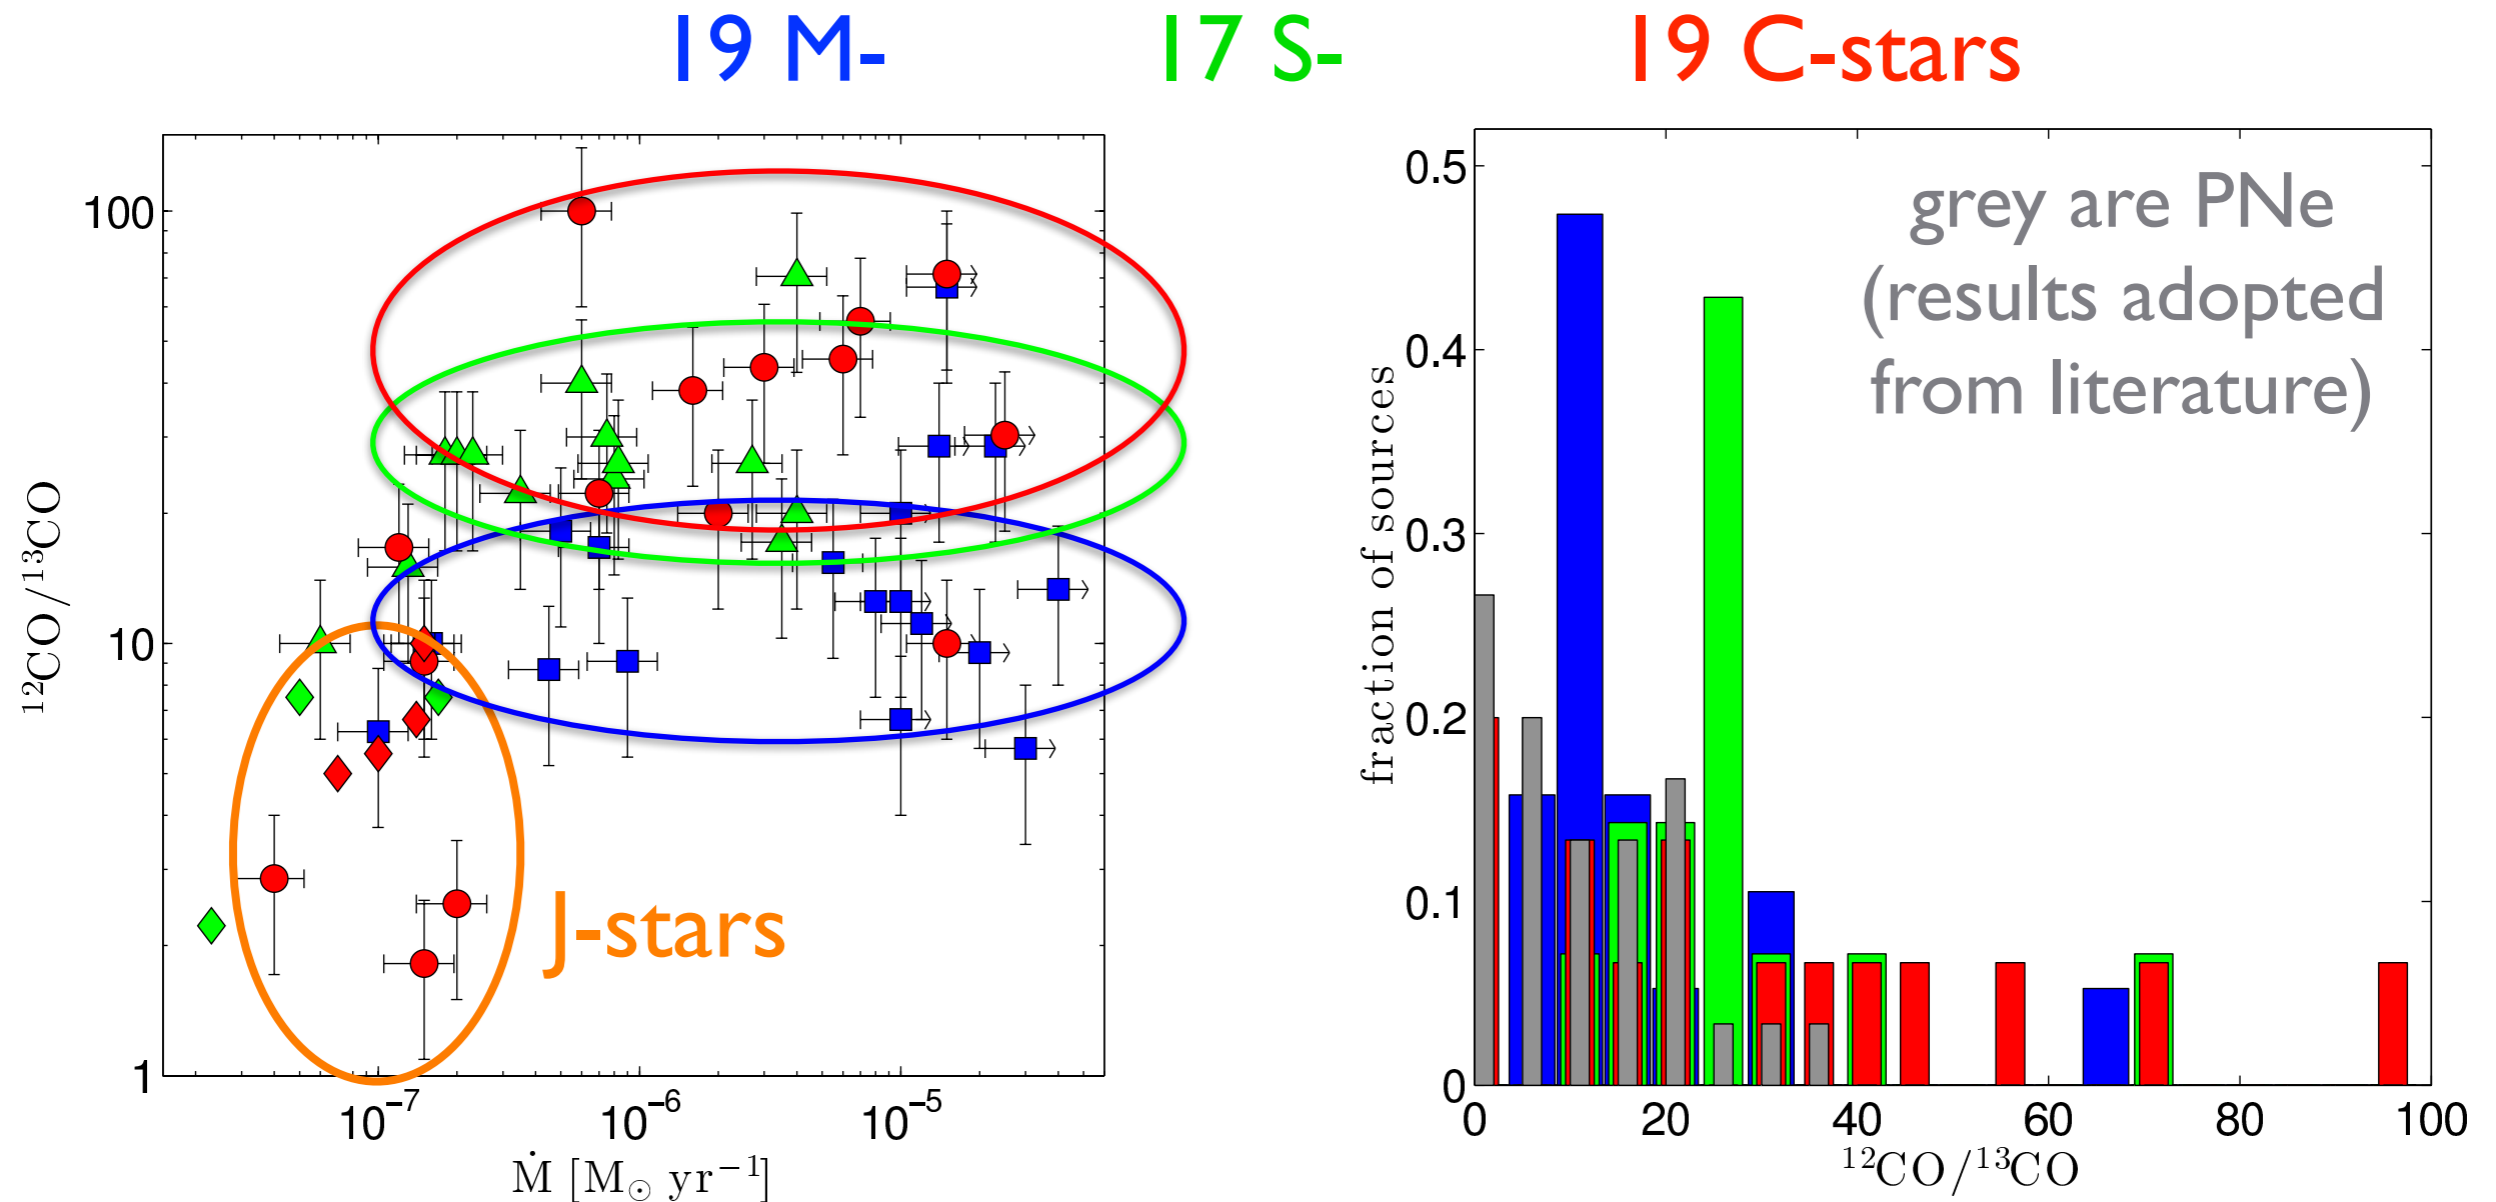 19 M- 17 S- 19 C-stars
100
10
1
¹²CO/¹³CO
10⁻⁷ 10⁻⁶ 10⁻⁵
Ṁ [M☉ yr⁻¹]
J-stars
0.5
0.4
0.3
0.2
0.1
0
fraction of sources
grey are PNe
(results adopted
from literature)
0 20 40 60 80 100
¹²CO/¹³CO